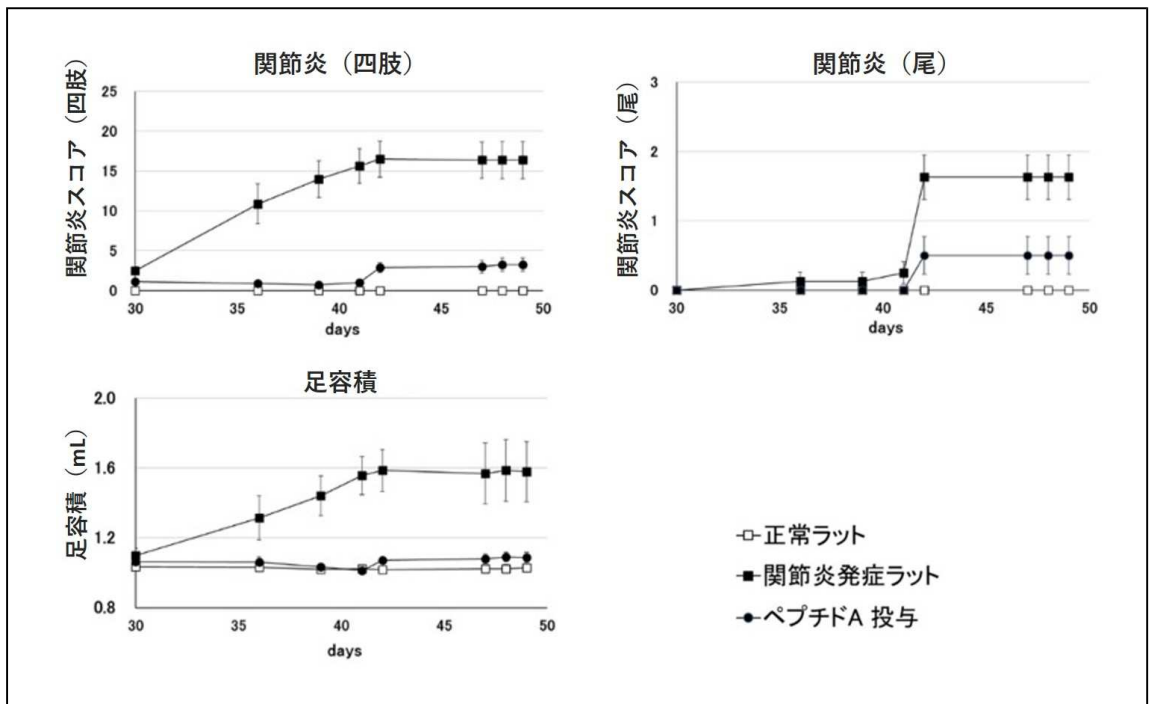 関節炎（四肢）
関節炎スコア（四肢）
25
20
15
10
5
0
30 35 40 45 50
days
関節炎（尾）
関節炎スコア（尾）
3
2
1
0
30 35 40 45 50
days
足容積
足容積（mL）
2.0
1.6
1.2
0.8
30 35 40 45 50
days
正常ラット
関節炎発症ラット
ペプチドA 投与